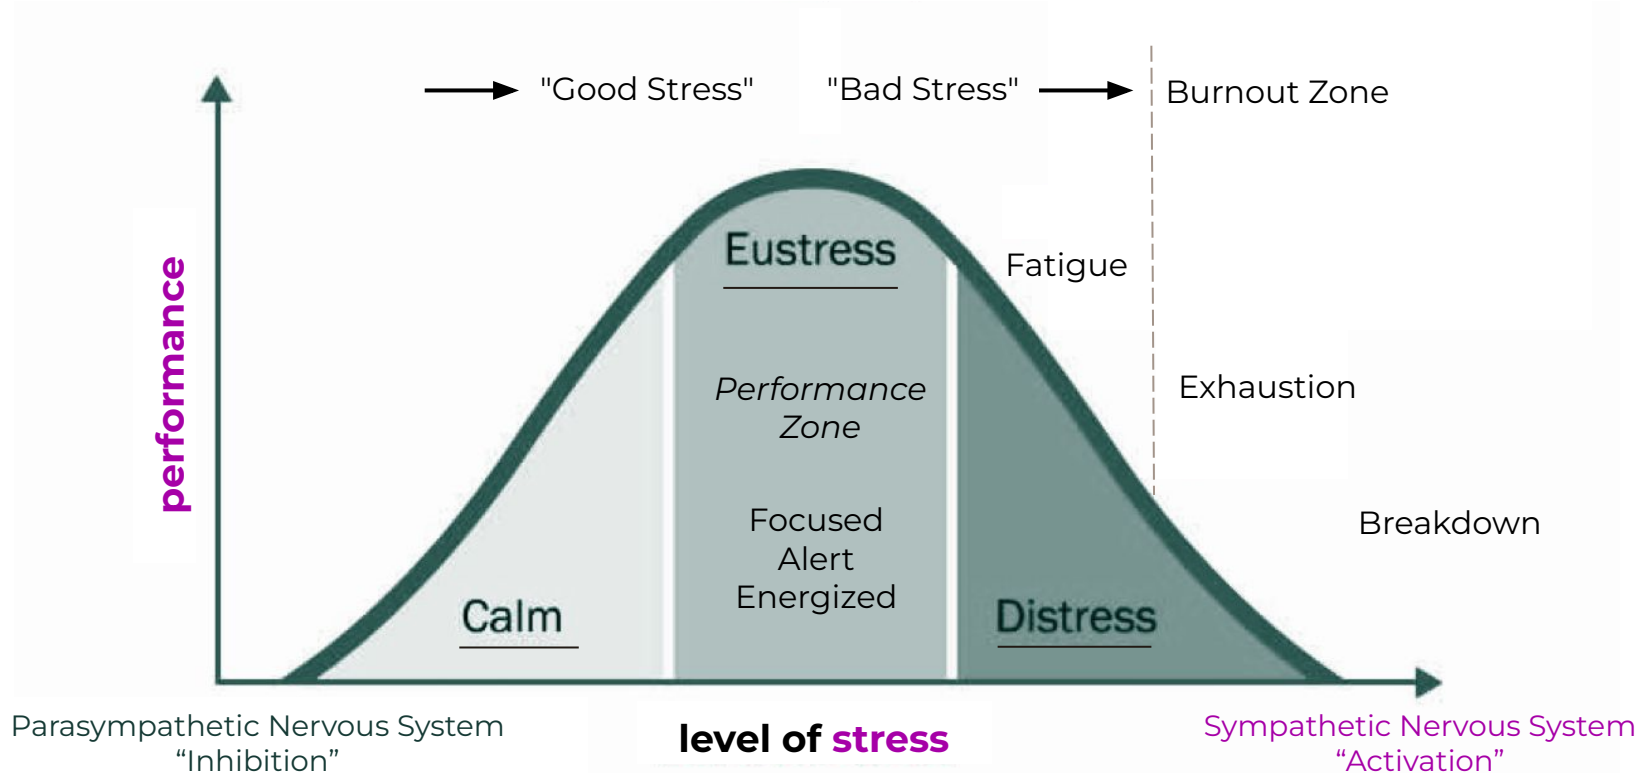 "Good Stress"
"Bad Stress"
Burnout Zone
Eustress
Fatigue
performance
Performance
Zone
Exhaustion
Focused
Alert
Energized
Breakdown
Calm
Distress
Parasympathetic Nervous System
“Inhibition”
level of stress
Sympathetic Nervous System
“Activation”